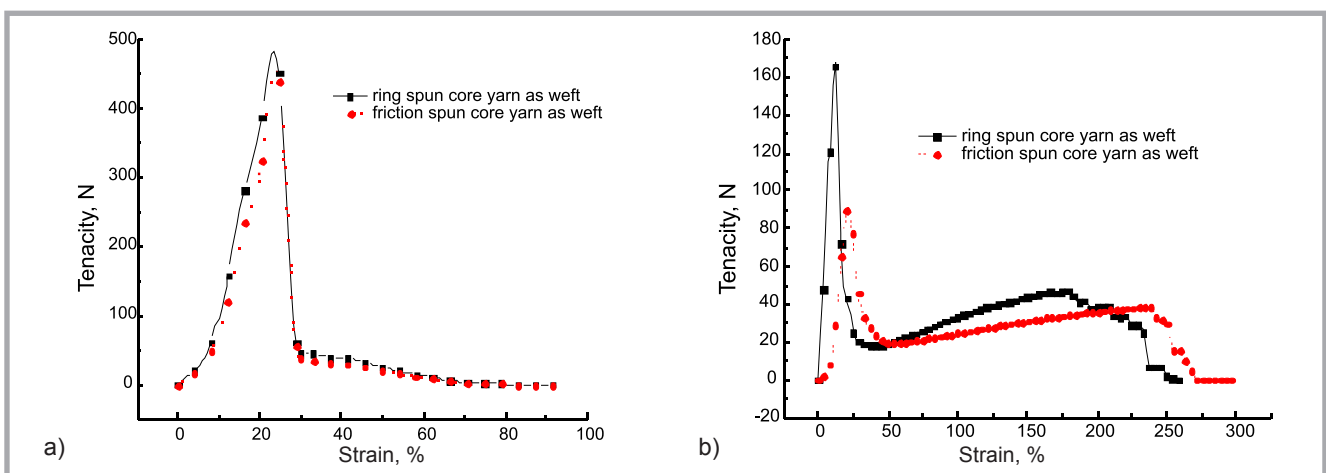 500
400
300
200
100
0
Tenacity, N
ring spun core yarn as weft
friction spun core yarn as weft
0 20 40 60 80 100
Strain, %
a)
180
160
140
120
100
80
60
40
20
0
-20
Tenacity, N
ring spun core yarn as weft
friction spun core yarn as weft
0 50 100 150 200 250 300
Strain, %
b)